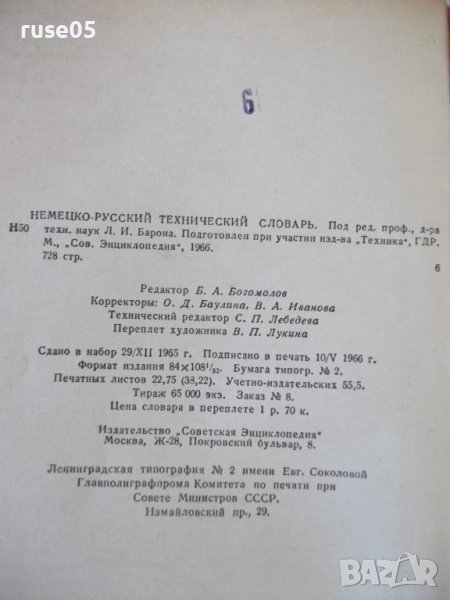 ruse05
6
НЕМЕЦКО-РУССКИЙ ТЕХНИЧЕСКИЙ СЛОВАРЬ. Под ред. проф., д-ра
Н50 техн. наук Л. И. Барона. Подготовлен при участии изд-ва „Техника“, ГДР.
М., „Сов. Энциклопедия“, 1966.
728 стр.
6
Редактор Б. А. Богомолов
Корректоры: О. Д. Баулина, В. А. Иванова
Технический редактор С. П. Лебедева
Переплет художника В. П. Лукина
Сдано в набор 29/XII 1965 г. Подписано в печать 10/V 1966 г.
Формат издания 84×108¹/₃₂. Бумага типогр. № 2.
Печатных листов 22,75 (38,22). Учетно-издательских 55,5.
Тираж 65 000 экз. Заказ № 8.
Цена словаря в переплете 1 р. 70 к.
Издательство „Советская Энциклопедия“
Москва, Ж-28, Покровский бульвар, 8.
Ленинградская типография № 2 имени Евг. Соколовой
Главполиграфпрома Комитета по печати при
Совете Министров СССР.
Измайловский пр., 29.
BAZAR
bg